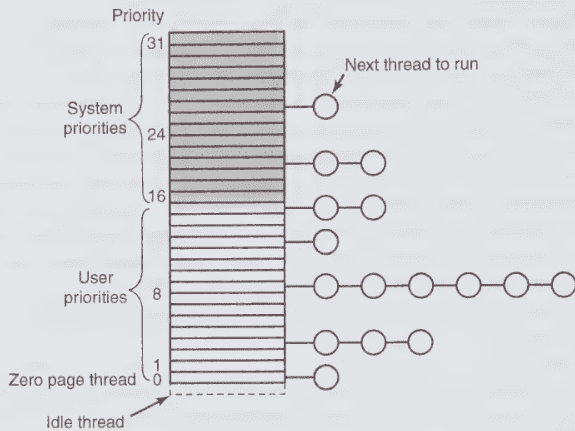 Priority
31
Next thread to run
System
priorities
24
16
User
priorities
8
1
Zero page thread
0
Idle thread